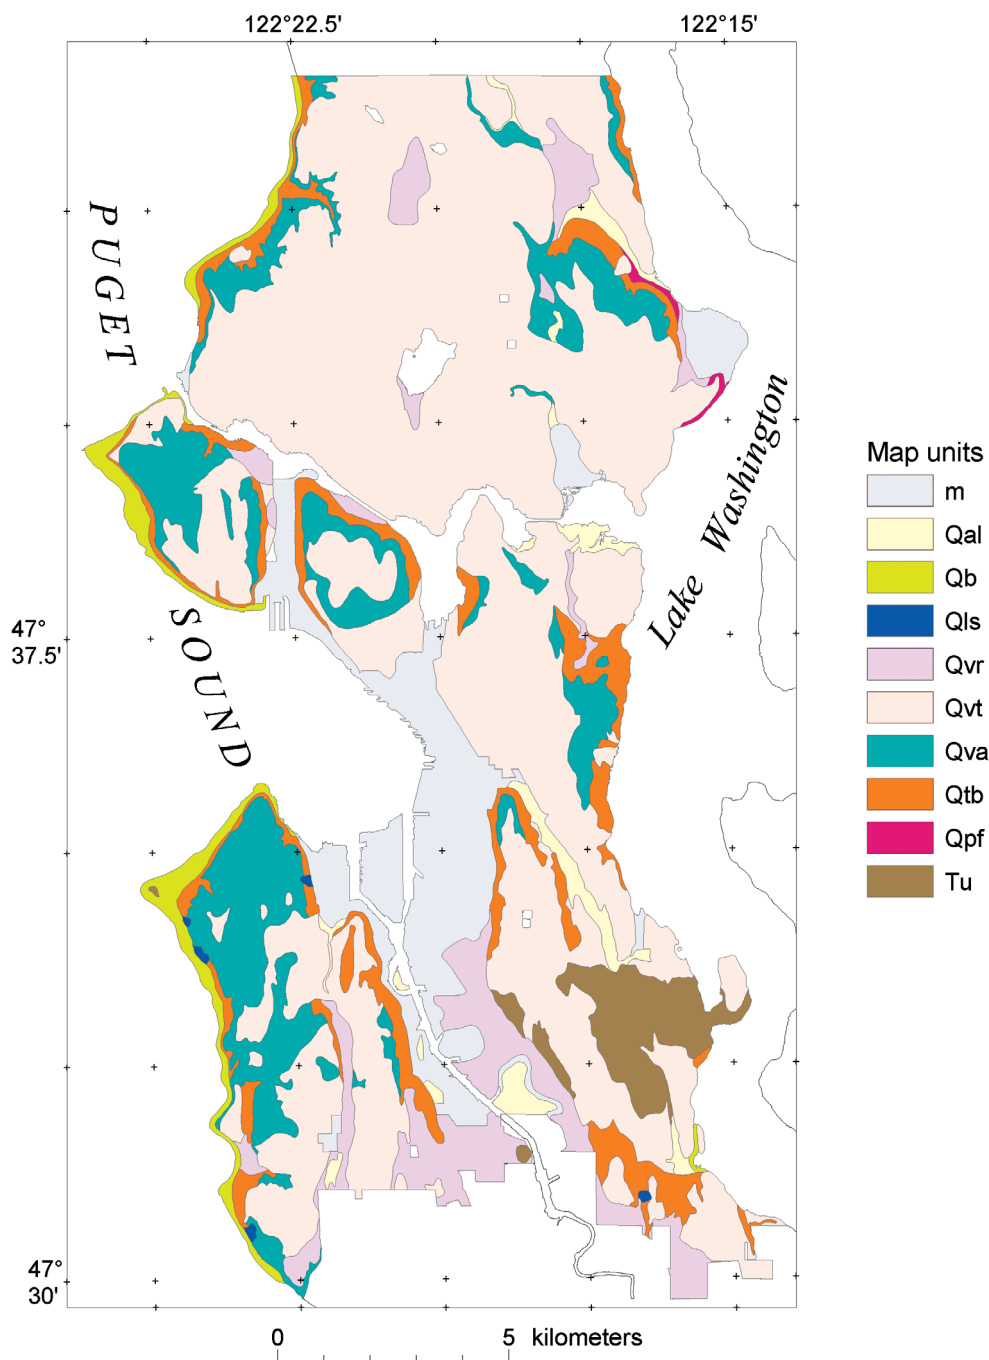 122°22.5' 122°15'
PUGET
SOUND
Lake Washington
47°
37.5'
47°
30'
Map units
m
Qal
Qb
Qls
Qvr
Qvt
Qva
Qtb
Qpf
Tu
0 5 kilometers